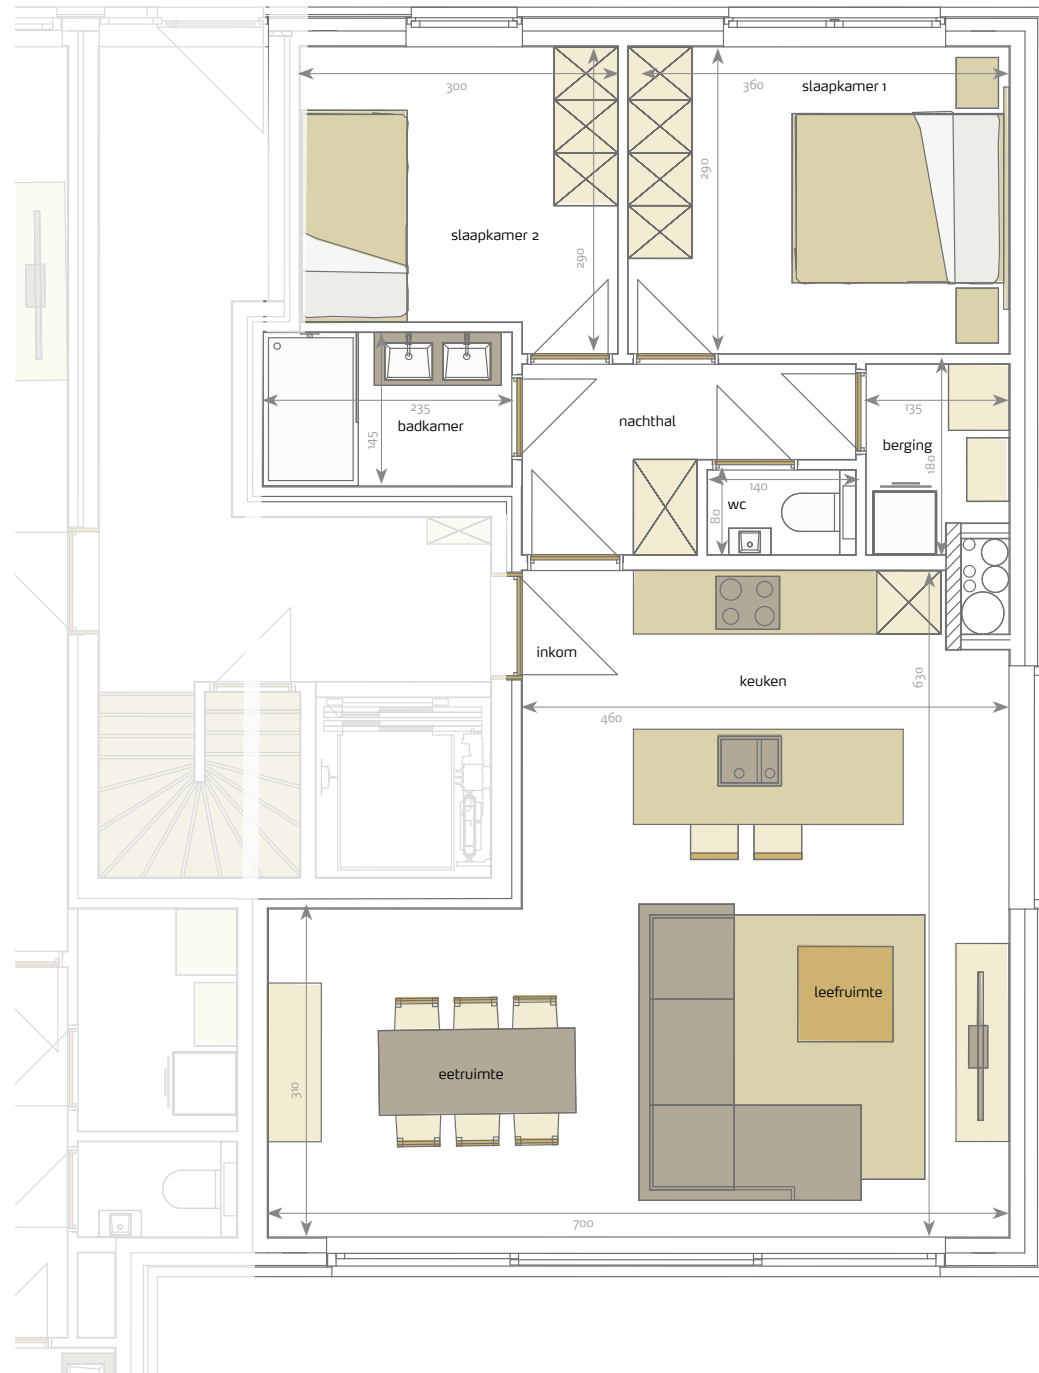 300
360
slaapkamer 1
290
slaapkamer 2
290
235
badkamer
145
nachthal
135
berging
180
140
wc
80
inkom
keuken
630
460
leefruimte
eetruimte
310
700